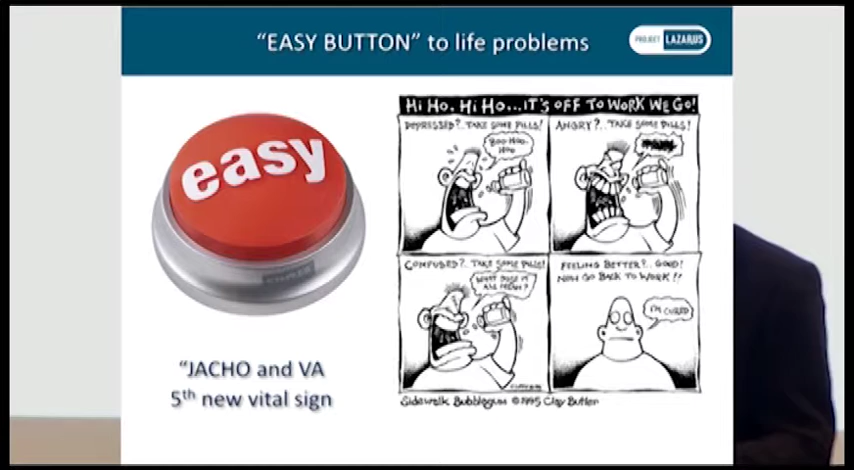 "EASY BUTTON" to life problems
PROJECT LAZARUS
easy
"JACHO and VA
5th new vital sign
HI HO, HI HO...IT'S OFF TO WORK WE GO!
DEPRESSED?..TAKE SOME PILLS!
BOO-HOO-
HOO
ANGRY?..TAKE SOME PILLS!
CONFUSED?..TAKE SOME PILLS!
WHAT DOES IT
ALL MEAN?
FEELING BETTER?..GOOD!
NOW GO BACK TO WORK!!
I'M CURED
Sidewalk Bubblegum ©1995 Clay Butler